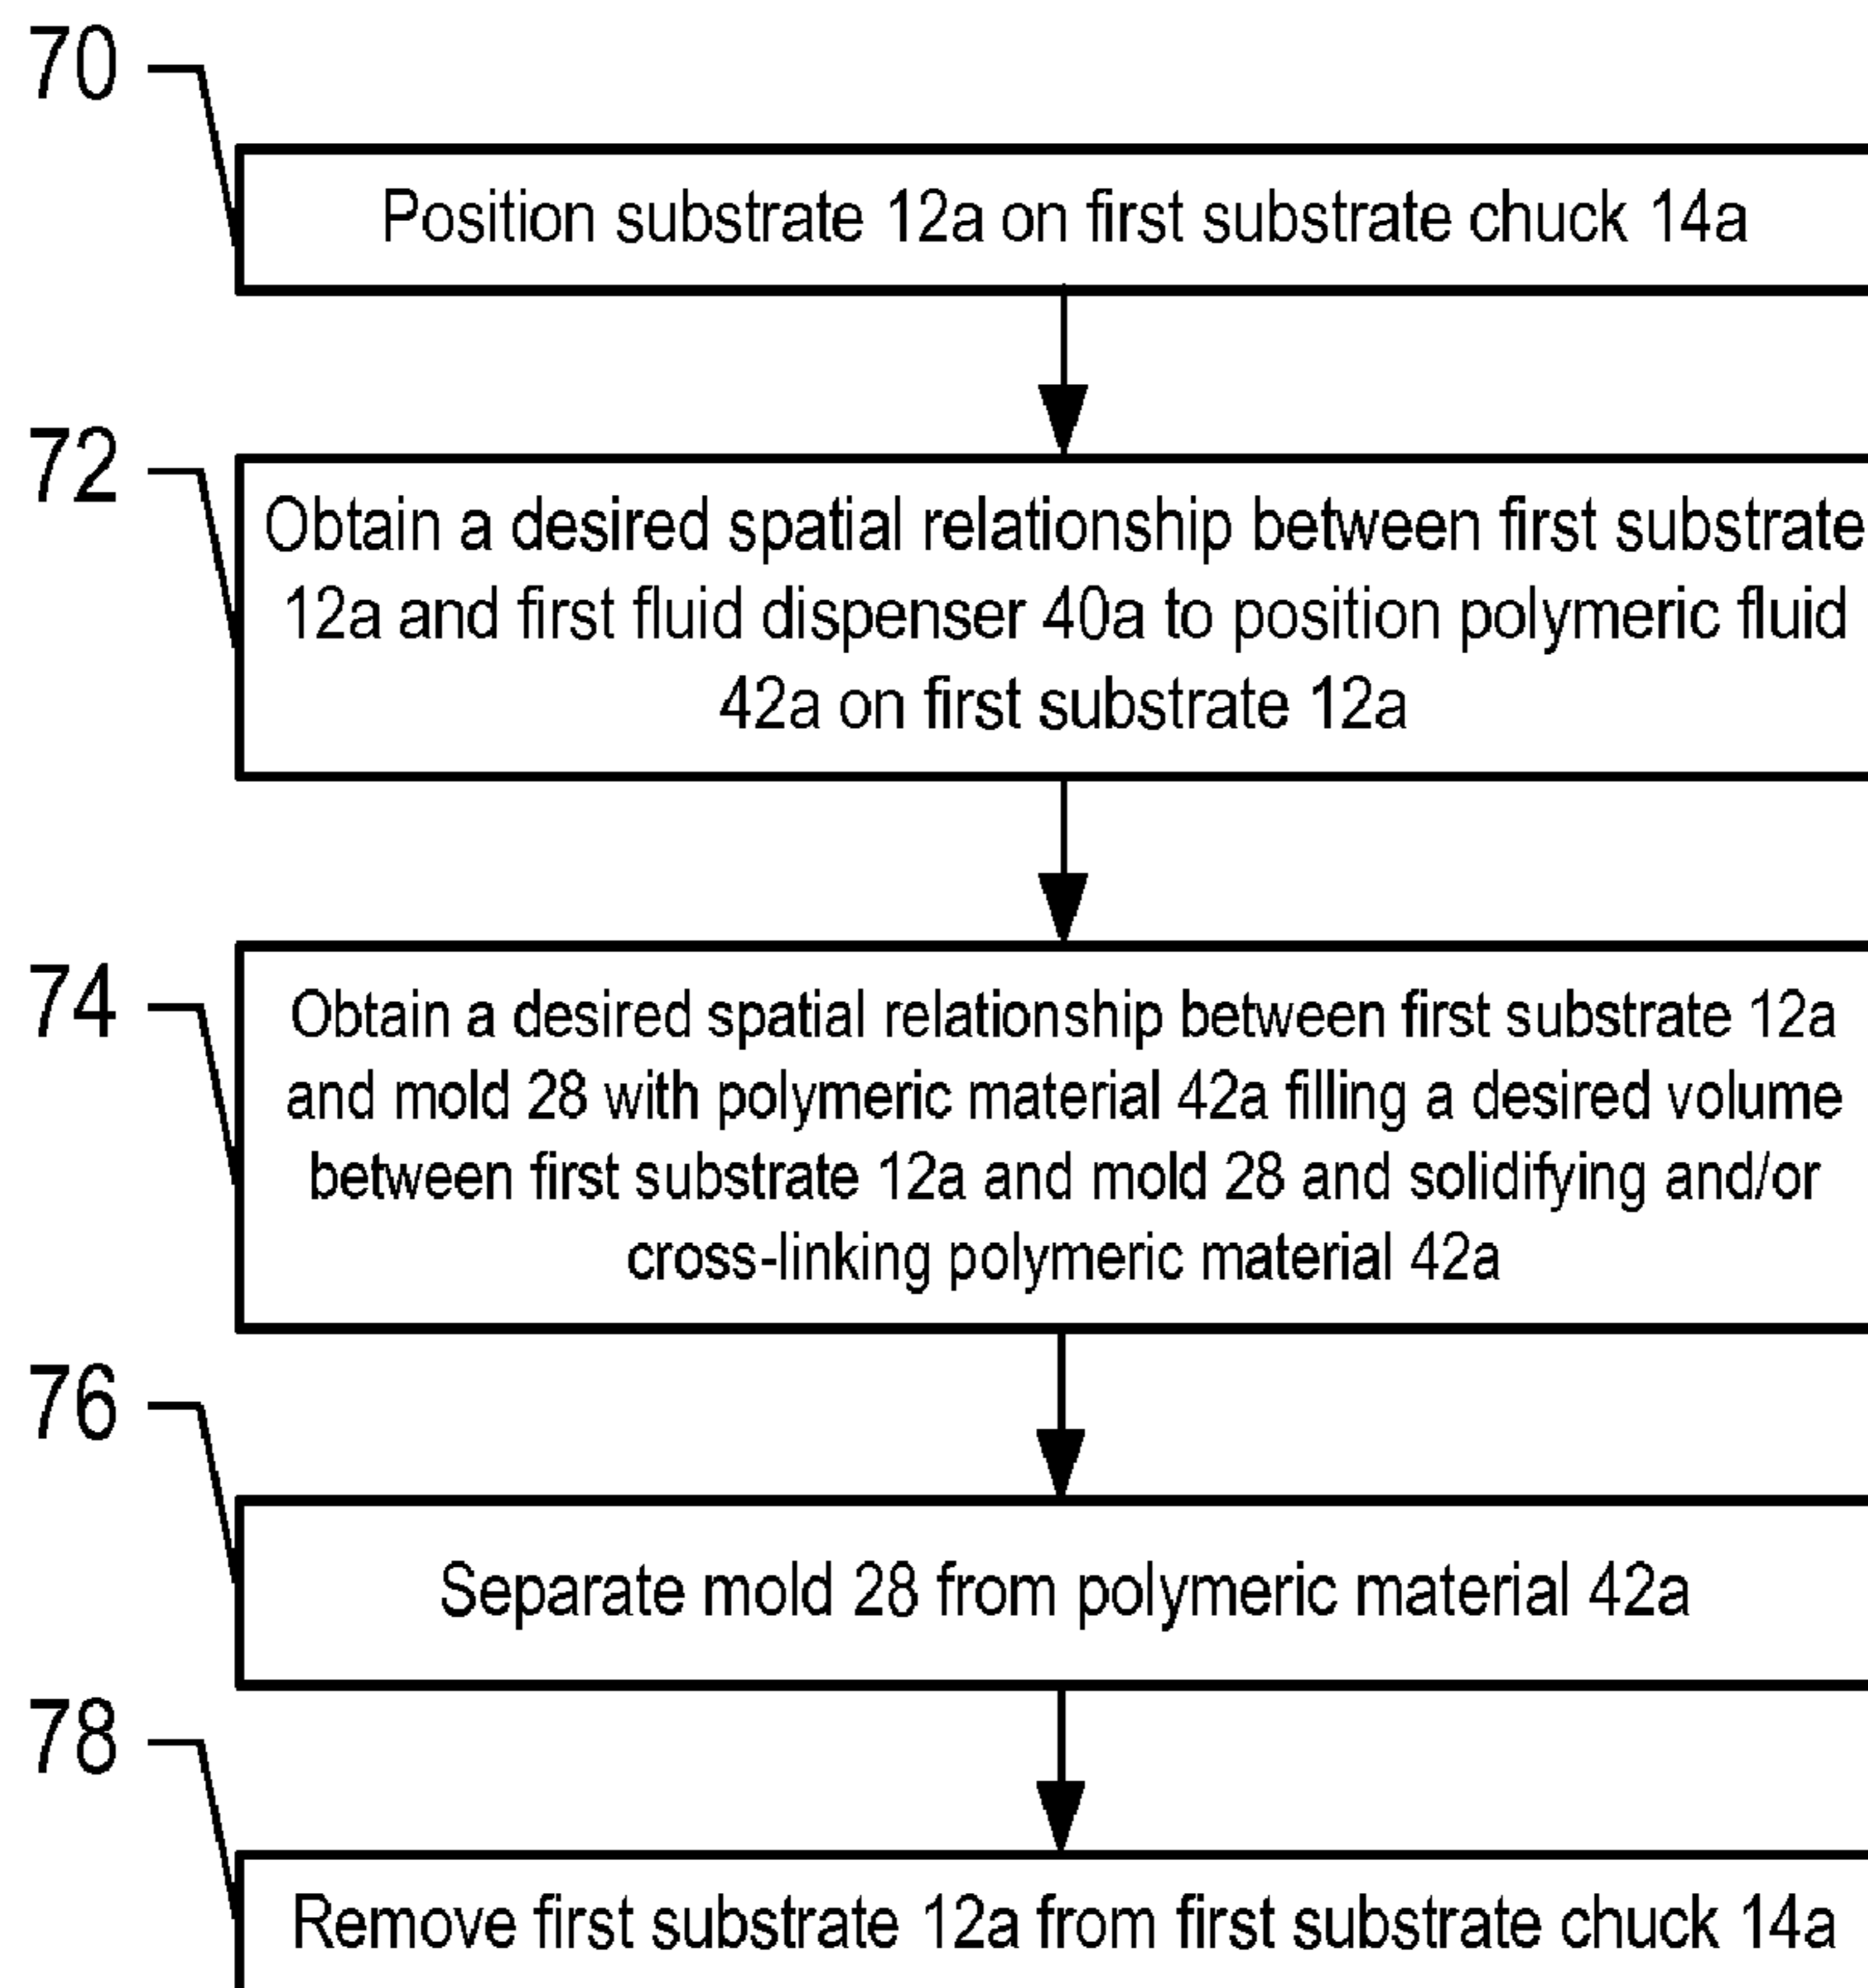 70
Position substrate 12a on first substrate chuck 14a
72
Obtain a desired spatial relationship between first substrate
12a and first fluid dispenser 40a to position polymeric fluid
42a on first substrate 12a
74
Obtain a desired spatial relationship between first substrate 12a
and mold 28 with polymeric material 42a filling a desired volume
between first substrate 12a and mold 28 and solidifying and/or
cross-linking polymeric material 42a
76
Separate mold 28 from polymeric material 42a
78
Remove first substrate 12a from first substrate chuck 14a